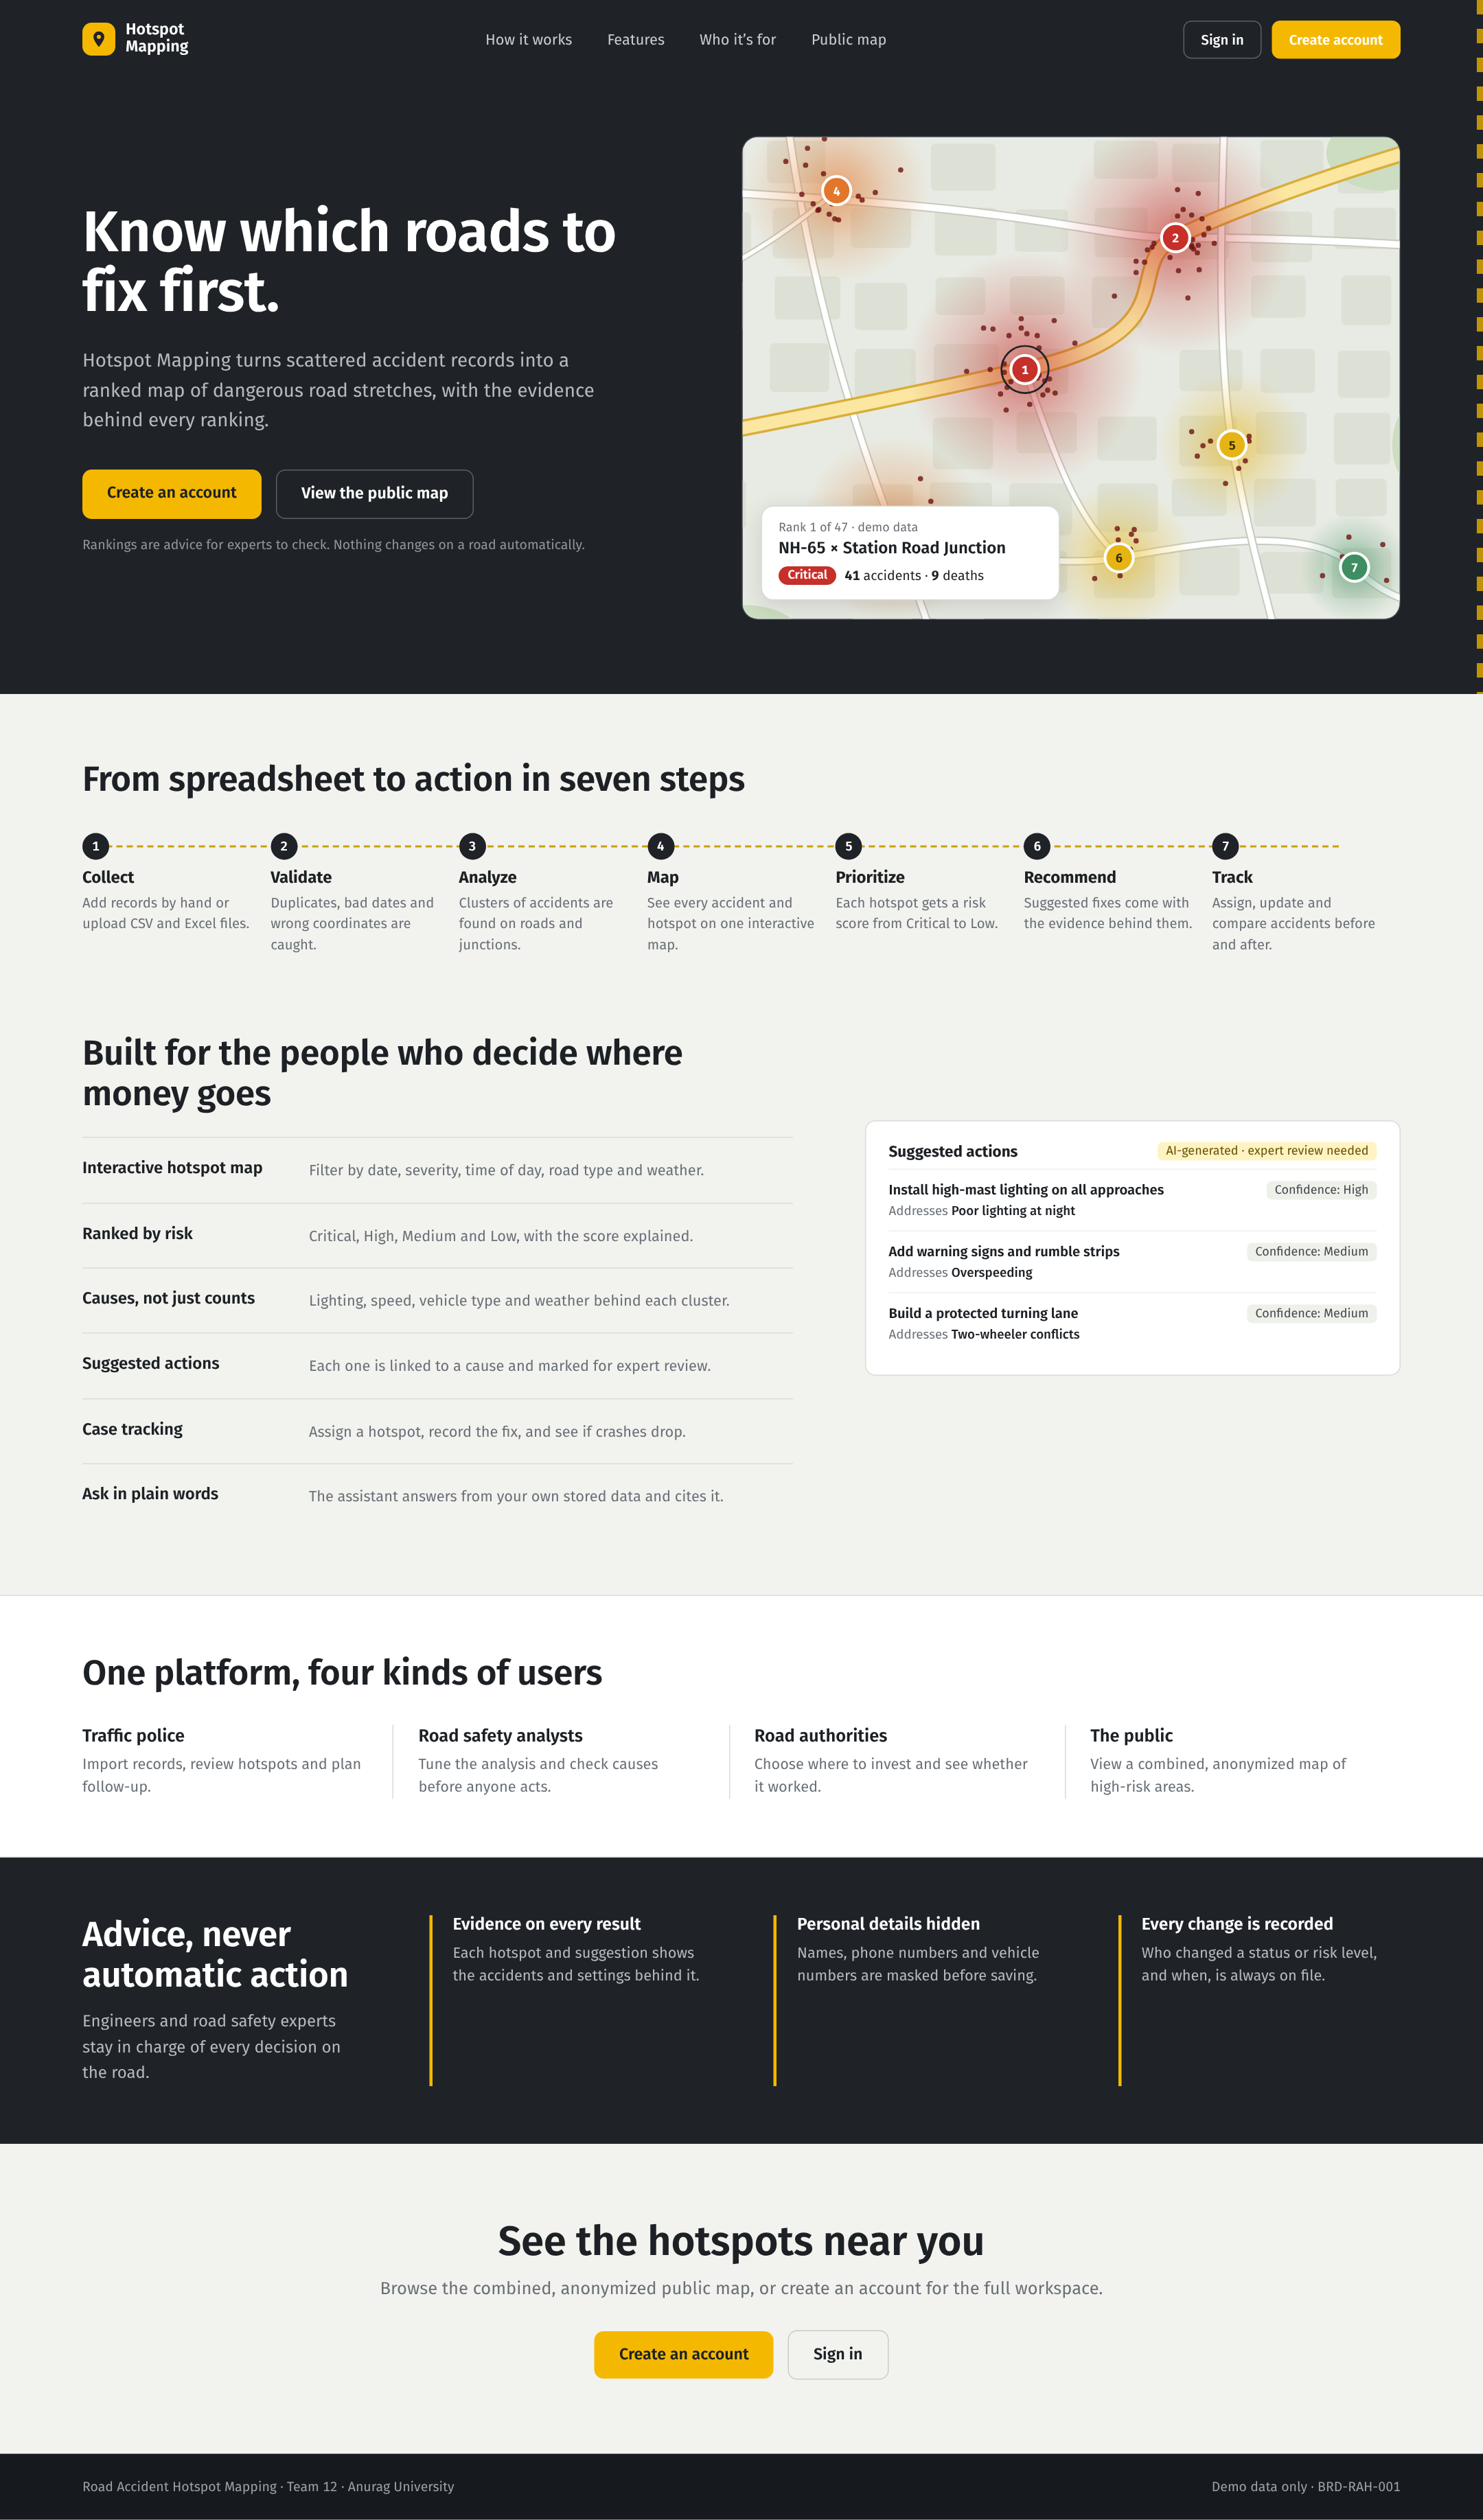 Hotspot
Mapping
How it works
Features
Who it's for
Public map
Sign in
Create account
Know which roads to
fix first.
Hotspot Mapping turns scattered accident records into a
ranked map of dangerous road stretches, with the evidence
behind every ranking.
Create an account
View the public map
Rankings are advice for experts to check. Nothing changes on a road automatically.
4
2
1
5
6
7
Rank 1 of 47 · demo data
NH-65 × Station Road Junction
Critical 41 accidents · 9 deaths
From spreadsheet to action in seven steps
1
Collect
Add records by hand or
upload CSV and Excel files.
2
Validate
Duplicates, bad dates and
wrong coordinates are
caught.
3
Analyze
Clusters of accidents are
found on roads and
junctions.
4
Map
See every accident and
hotspot on one interactive
map.
5
Prioritize
Each hotspot gets a risk
score from Critical to Low.
6
Recommend
Suggested fixes come with
the evidence behind them.
7
Track
Assign, update and
compare accidents before
and after.
Built for the people who decide where
money goes
Interactive hotspot map
Filter by date, severity, time of day, road type and weather.
Ranked by risk
Critical, High, Medium and Low, with the score explained.
Causes, not just counts
Lighting, speed, vehicle type and weather behind each cluster.
Suggested actions
Each one is linked to a cause and marked for expert review.
Case tracking
Assign a hotspot, record the fix, and see if crashes drop.
Ask in plain words
The assistant answers from your own stored data and cites it.
Suggested actions
AI-generated · expert review needed
Install high-mast lighting on all approaches
Confidence: High
Addresses Poor lighting at night
Add warning signs and rumble strips
Confidence: Medium
Addresses Overspeeding
Build a protected turning lane
Confidence: Medium
Addresses Two-wheeler conflicts
One platform, four kinds of users
Traffic police
Import records, review hotspots and plan
follow-up.
Road safety analysts
Tune the analysis and check causes
before anyone acts.
Road authorities
Choose where to invest and see whether
it worked.
The public
View a combined, anonymized map of
high-risk areas.
Advice, never
automatic action
Engineers and road safety experts
stay in charge of every decision on
the road.
Evidence on every result
Each hotspot and suggestion shows
the accidents and settings behind it.
Personal details hidden
Names, phone numbers and vehicle
numbers are masked before saving.
Every change is recorded
Who changed a status or risk level,
and when, is always on file.
See the hotspots near you
Browse the combined, anonymized public map, or create an account for the full workspace.
Create an account
Sign in
Road Accident Hotspot Mapping · Team 12 · Anurag University
Demo data only · BRD-RAH-001